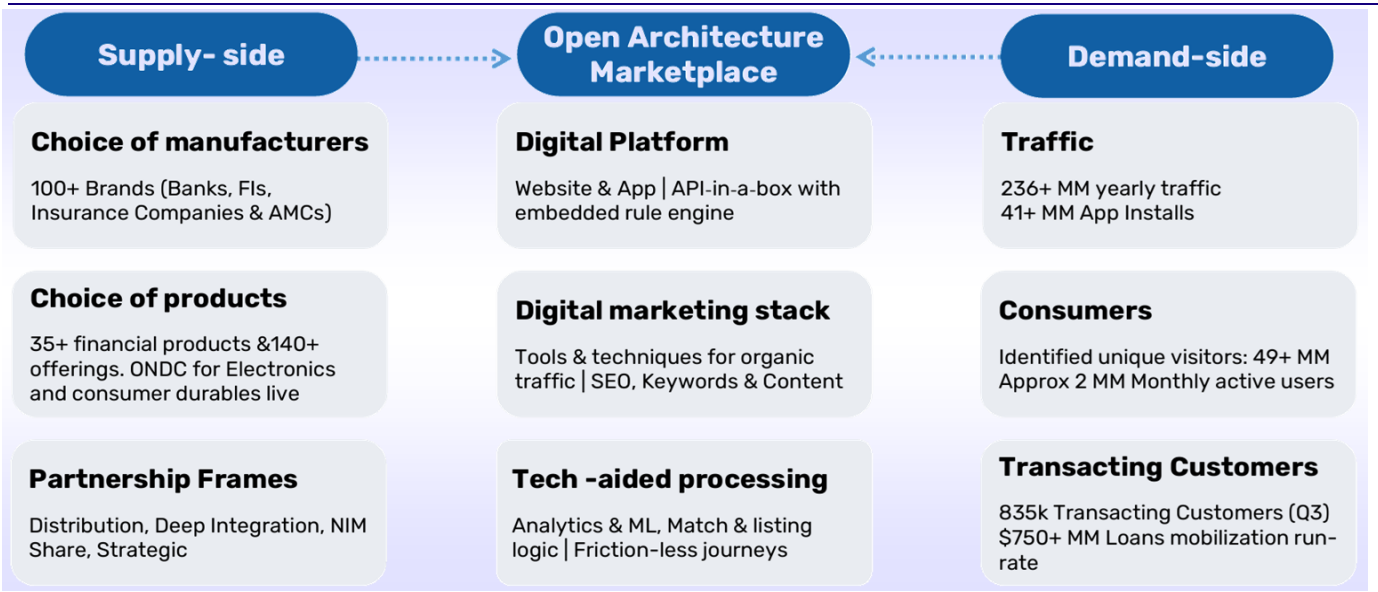 Supply- side
Choice of manufacturers
100+ Brands (Banks, FIs,
Insurance Companies & AMCs)
Choice of products
35+ financial products &140+
offerings. ONDC for Electronics
and consumer durables live
Partnership Frames
Distribution, Deep Integration, NIM
Share, Strategic
Open Architecture
Marketplace
Digital Platform
Website & App | API-in-a-box with
embedded rule engine
Digital marketing stack
Tools & techniques for organic
traffic | SEO, Keywords & Content
Tech -aided processing
Analytics & ML, Match & listing
logic | Friction-less journeys
Demand-side
Traffic
236+ MM yearly traffic
41+ MM App Installs
Consumers
Identified unique visitors: 49+ MM
Approx 2 MM Monthly active users
Transacting Customers
835k Transacting Customers (Q3)
$750+ MM Loans mobilization run-
rate